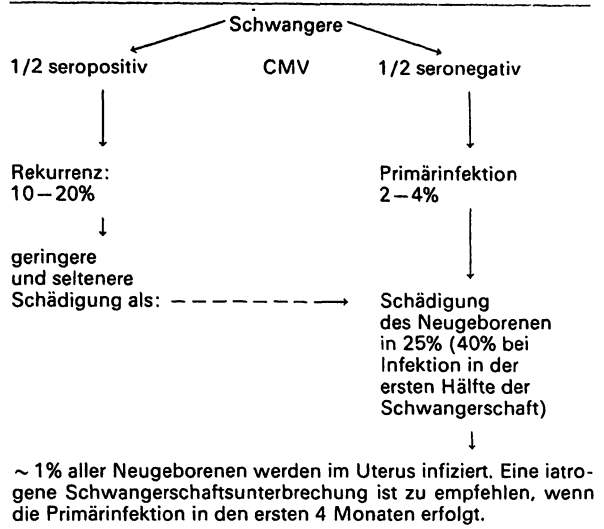 Schwangere
1/2 seropositiv CMV 1/2 seronegativ
Rekurrenz:
10–20%
Primärinfektion
2–4%
geringere
und seltenere
Schädigung als:
Schädigung
des Neugeborenen
in 25% (40% bei
Infektion in der
ersten Hälfte der
Schwangerschaft)
~ 1% aller Neugeborenen werden im Uterus infiziert. Eine iatro-
gene Schwangerschaftsunterbrechung ist zu empfehlen, wenn
die Primärinfektion in den ersten 4 Monaten erfolgt.